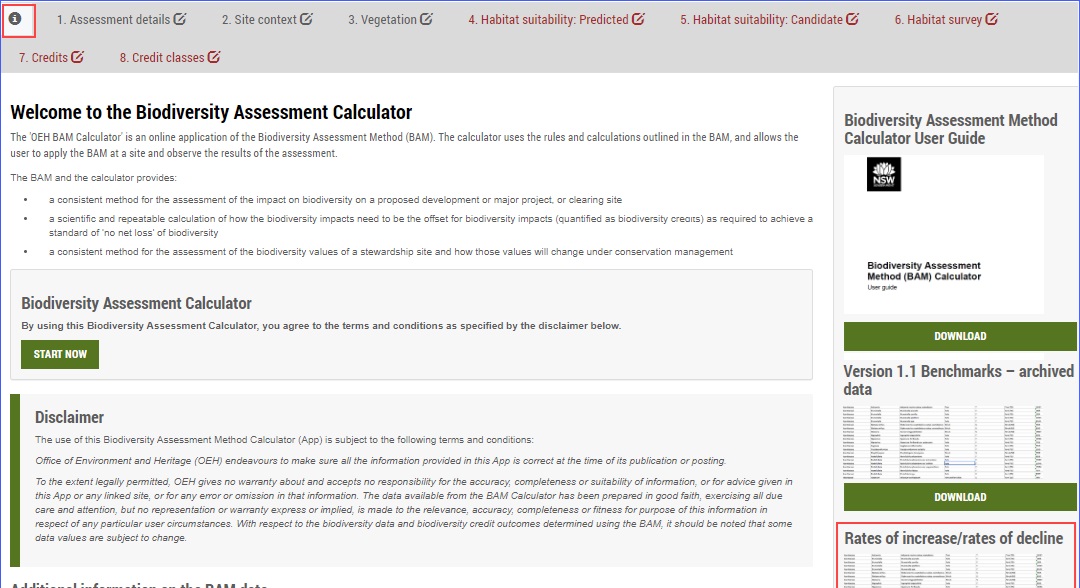 1. Assessment details
2. Site context
3. Vegetation
4. Habitat suitability: Predicted
5. Habitat suitability: Candidate
6. Habitat survey
7. Credits
8. Credit classes
Welcome to the Biodiversity Assessment Calculator
The 'OEH BAM Calculator' is an online application of the Biodiversity Assessment Method (BAM). The calculator uses the rules and calculations outlined in the BAM, and allows the
user to apply the BAM at a site and observe the results of the assessment.
The BAM and the calculator provides:
• a consistent method for the assessment of the impact on biodiversity on a proposed development or major project, or clearing site
• a scientific and repeatable calculation of how the biodiversity impacts need to be the offset for biodiversity impacts (quantified as biodiversity credits) as required to achieve a
standard of 'no net loss' of biodiversity
• a consistent method for the assessment of the biodiversity values of a stewardship site and how those values will change under conservation management
Biodiversity Assessment Calculator
By using this Biodiversity Assessment Calculator, you agree to the terms and conditions as specified by the disclaimer below.
START NOW
Disclaimer
The use of this Biodiversity Assessment Method Calculator (App) is subject to the following terms and conditions:
Office of Environment and Heritage (OEH) endeavours to make sure all the information provided in this App is correct at the time of its publication or posting.
To the extent legally permitted, OEH gives no warranty about and accepts no responsibility for the accuracy, completeness or suitability of information, or for advice given in
this App or any linked site, or for any error or omission in that information. The data available from the BAM Calculator has been prepared in good faith, exercising all due
care and attention, but no representation or warranty express or implied, is made to the relevance, accuracy, completeness or fitness for purpose of this information in
respect of any particular user circumstances. With respect to the biodiversity data and biodiversity credit outcomes determined using the BAM, it should be noted that some
data values are subject to change.
Additional information on the BAM data
Biodiversity Assessment Method
Calculator User Guide
NSW
Biodiversity Assessment
Method (BAM) Calculator
User guide
DOWNLOAD
Version 1.1 Benchmarks – archived
data
DOWNLOAD
Rates of increase/rates of decline